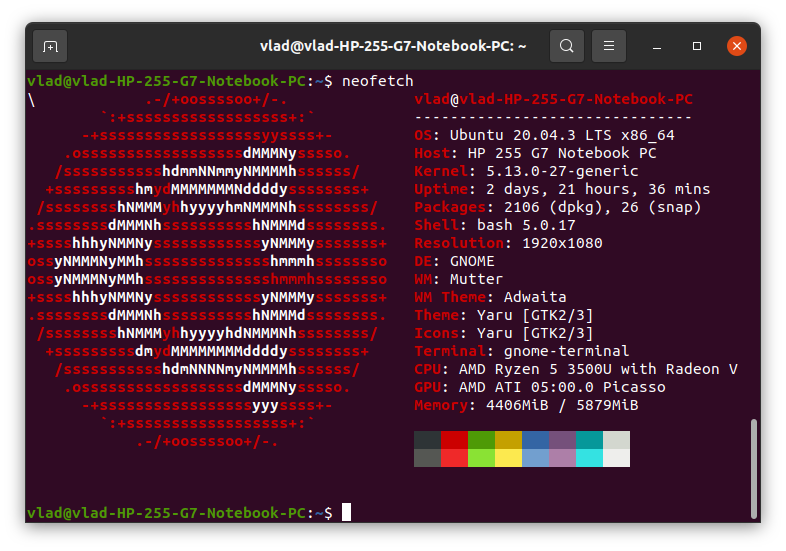 vlad@vlad-HP-255-G7-Notebook-PC: ~
vlad@vlad-HP-255-G7-Notebook-PC:~$ neofetch
\             .-/+oossssoo+/-.               vlad@vlad-HP-255-G7-Notebook-PC
        `:+ssssssssssssssssss+:`           -------------------------------
      -+ssssssssssssssssssyyssss+-         OS: Ubuntu 20.04.3 LTS x86_64
    .ossssssssssssssssssdMMMNysssso.       Host: HP 255 G7 Notebook PC
   /ssssssssssshdmmNNmmyNMMMMhssssss/      Kernel: 5.13.0-27-generic
  +ssssssssshmydMMMMMMMNddddyssssssss+     Uptime: 2 days, 21 hours, 36 mins
 /sssssssshNMMMyhhyyyyhmNMMMNhssssssss/    Packages: 2106 (dpkg), 26 (snap)
.ssssssssdMMMNhsssssssssshNMMMdssssssss.   Shell: bash 5.0.17
+sssshhhyNMMNyssssssssssssyNMMMysssssss+   Resolution: 1920x1080
ossyNMMMNyMMhsssssssssssssshmmmhssssssso   DE: GNOME
ossyNMMMNyMMhsssssssssssssshmmmhssssssso   WM: Mutter
+sssshhhyNMMNyssssssssssssyNMMMysssssss+   WM Theme: Adwaita
.ssssssssdMMMNhsssssssssshNMMMdssssssss.   Theme: Yaru [GTK2/3]
 /sssssssshNMMMyhhyyyyhdNMMMNhssssssss/    Icons: Yaru [GTK2/3]
  +sssssssssdmydMMMMMMMMddddyssssssss+     Terminal: gnome-terminal
   /ssssssssssshdmNNNNmyNMMMMhssssss/      CPU: AMD Ryzen 5 3500U with Radeon V
    .ossssssssssssssssssdMMMNysssso.       GPU: AMD ATI 05:00.0 Picasso
      -+sssssssssssssssssyyyssss+-         Memory: 4406MiB / 5879MiB
        `:+ssssssssssssssssss+:`
            .-/+oossssoo+/-.
vlad@vlad-HP-255-G7-Notebook-PC:~$